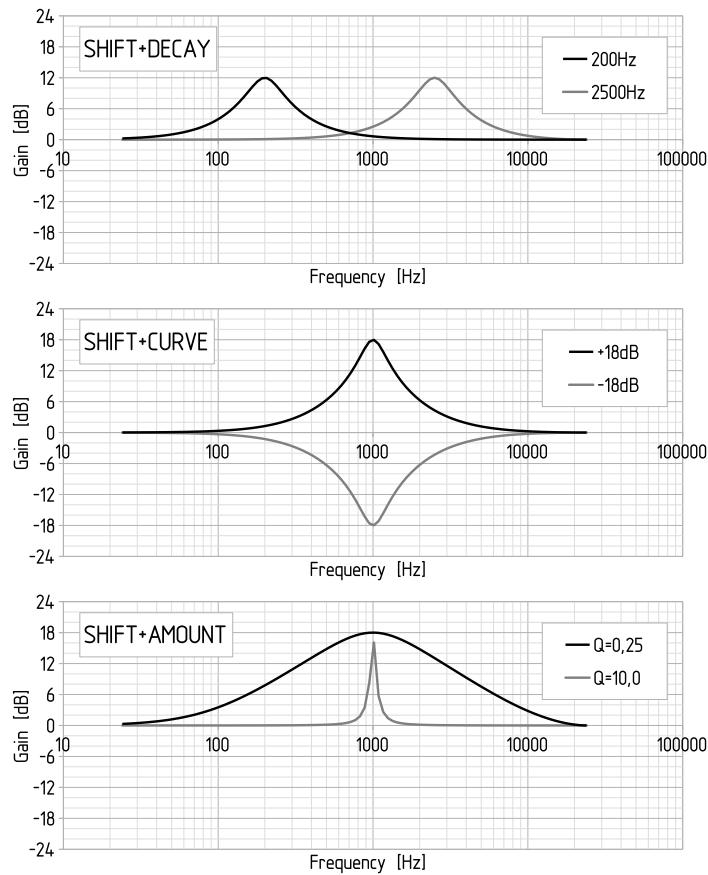 24
SHIFT+DECAY
18
200Hz
12
2500Hz
6
Gain [dB]
0
10 100 1000 10000 100000
-6
-12
-18
-24
Frequency [Hz]
24
SHIFT+CURVE
18
+18dB
12
-18dB
6
Gain [dB]
0
10 100 1000 10000 100000
-6
-12
-18
-24
Frequency [Hz]
24
SHIFT+AMOUNT
18
Q=0,25
12
Q=10,0
6
Gain [dB]
0
10 100 1000 10000 100000
-6
-12
-18
-24
Frequency [Hz]